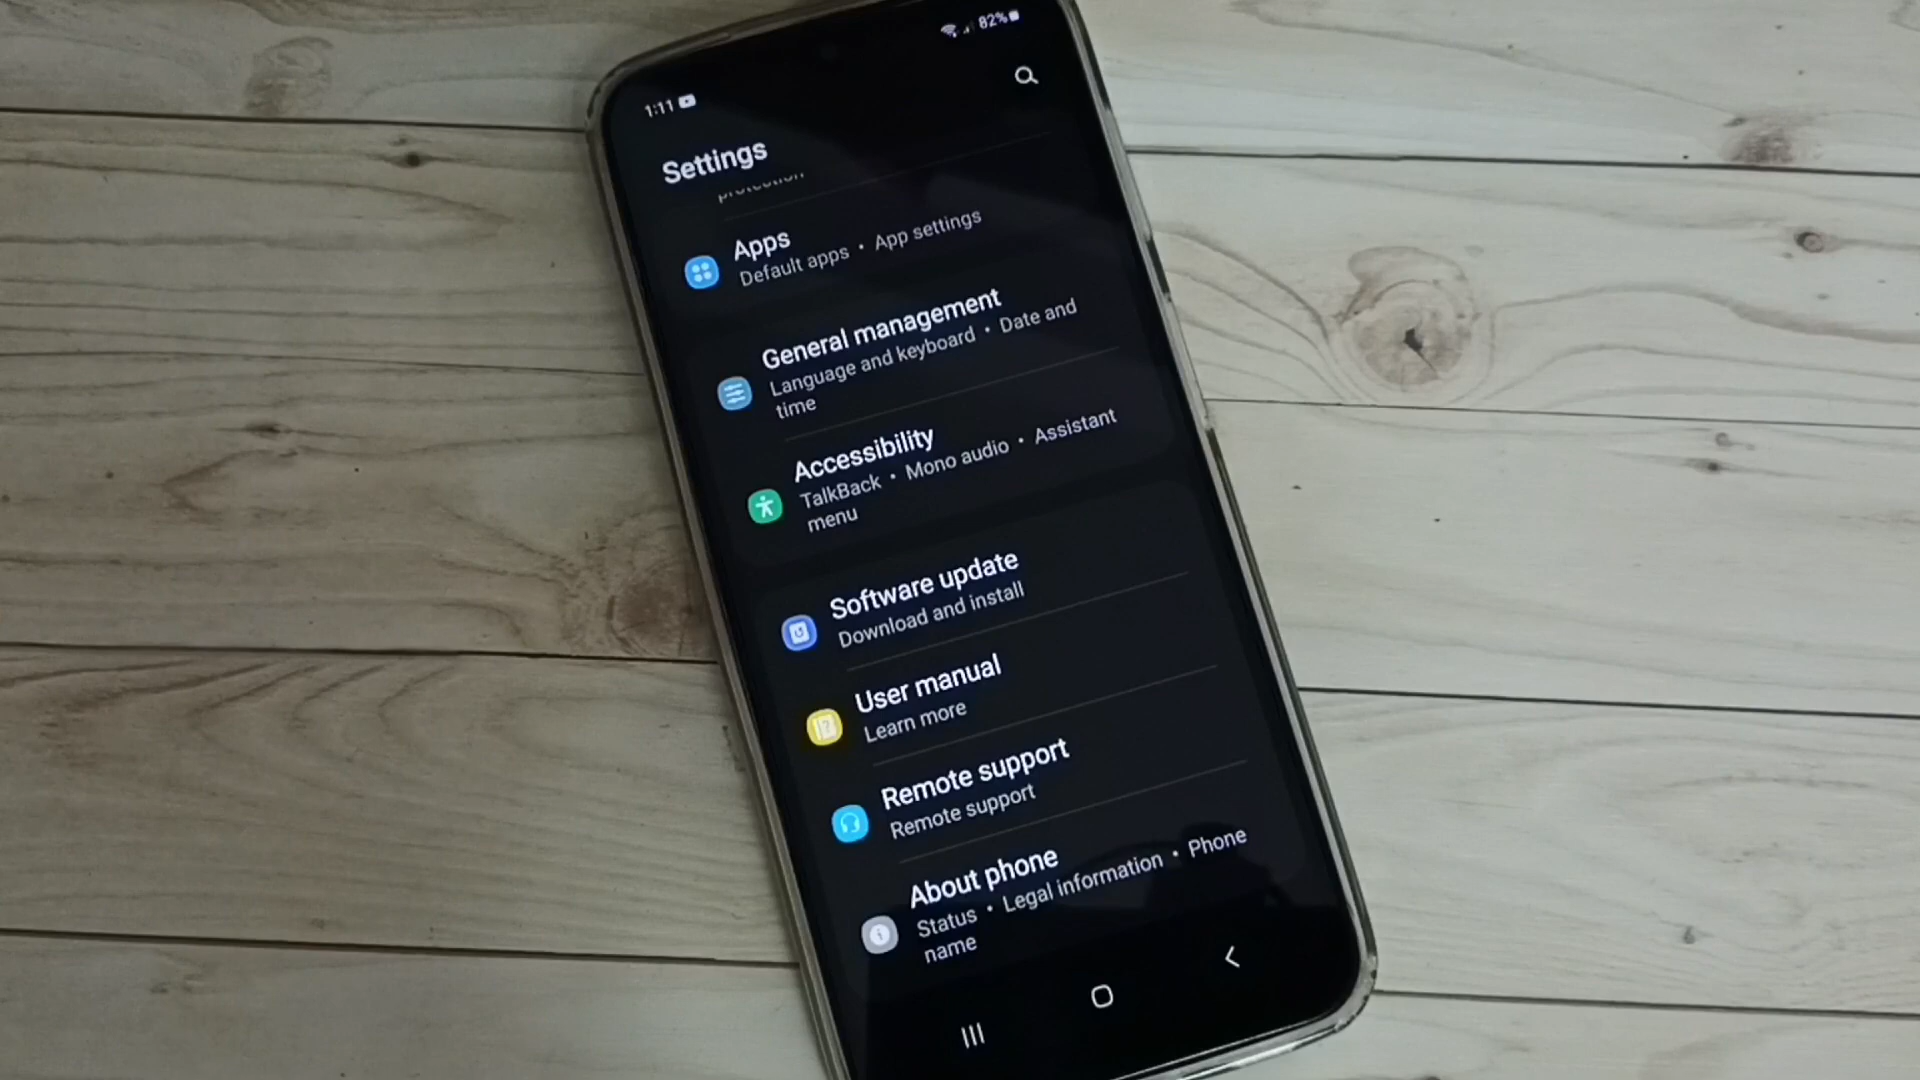 82%
1:11
Settings
protection
Apps
Default apps • App settings
General management
Language and keyboard • Date and
time
Accessibility
TalkBack • Mono audio • Assistant
menu
Software update
Download and install
User manual
Learn more
Remote support
Remote support
About phone
Status • Legal information • Phone
name